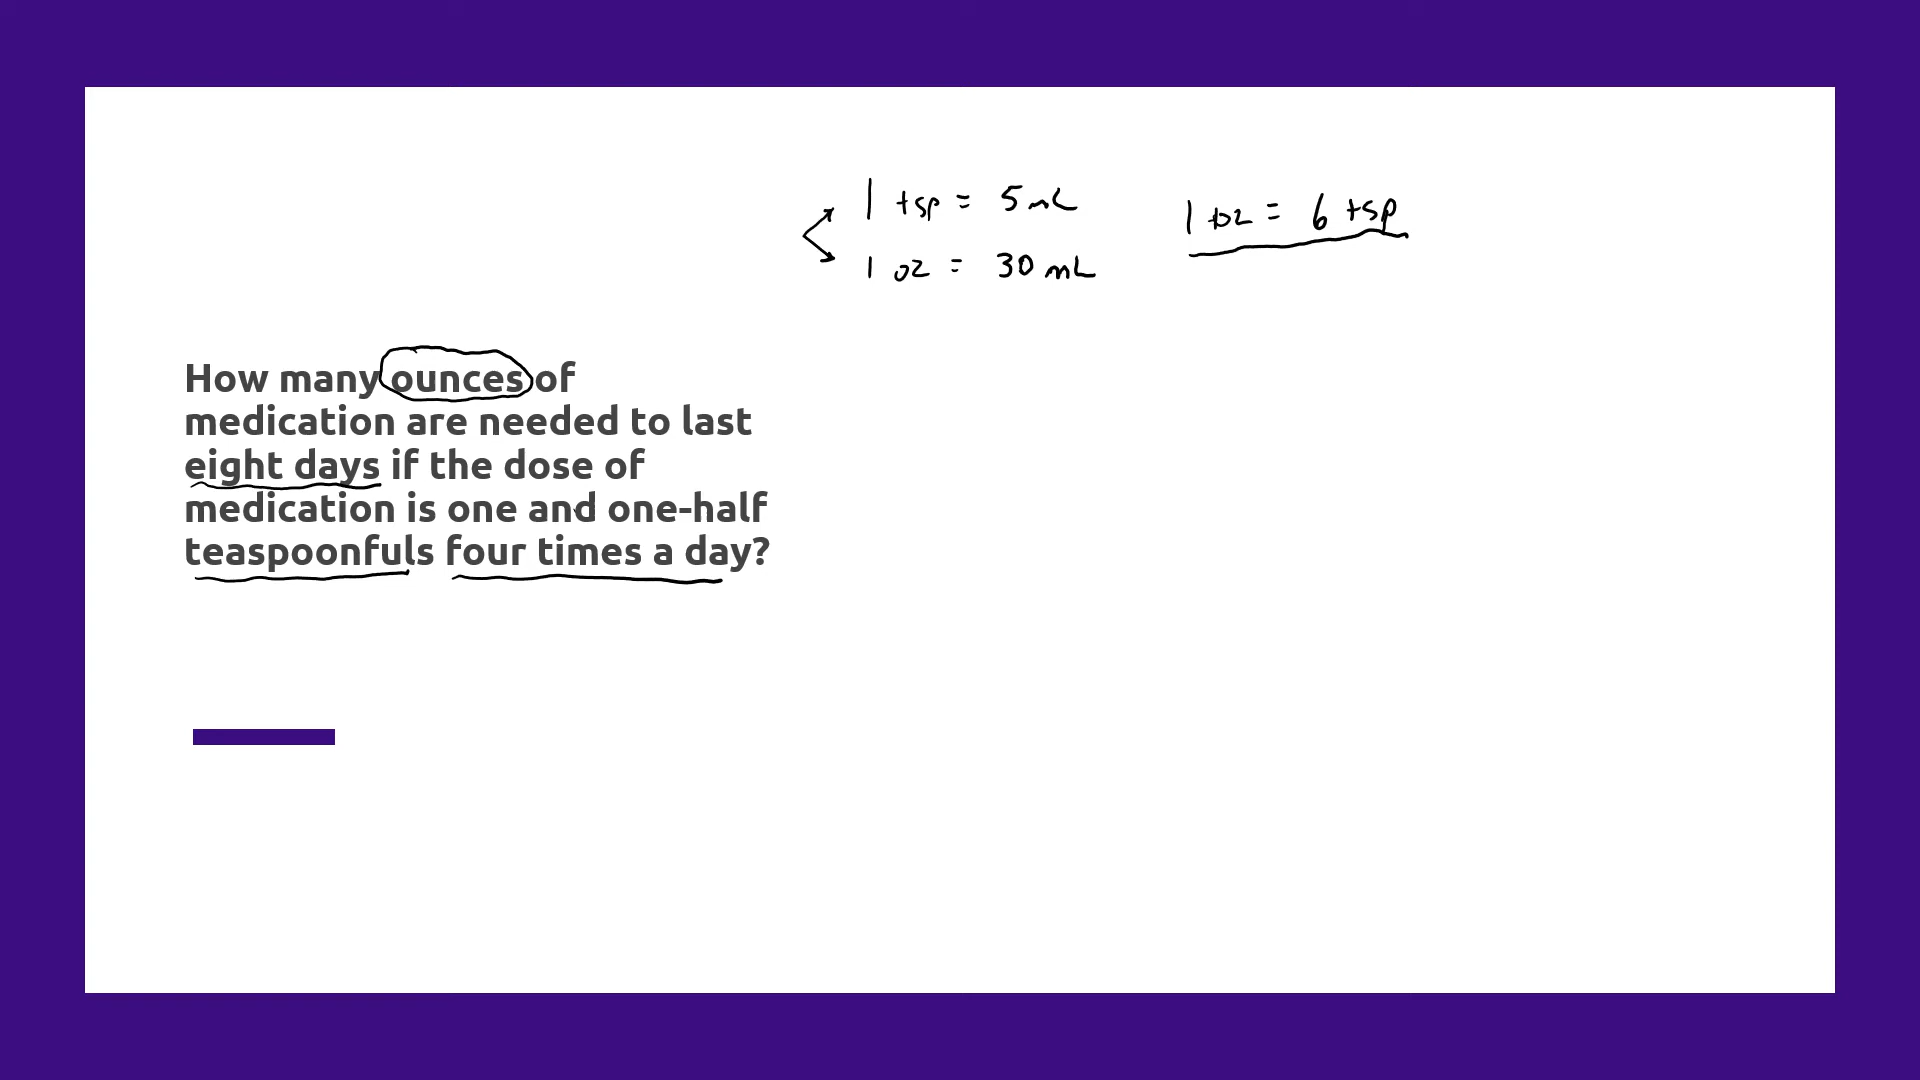 1 tsp = 5 mL
1 oz = 30 mL
1 oz = 6 tsp
How many ounces of
medication are needed to last
eight days if the dose of
medication is one and one-half
teaspoonfuls four times a day?